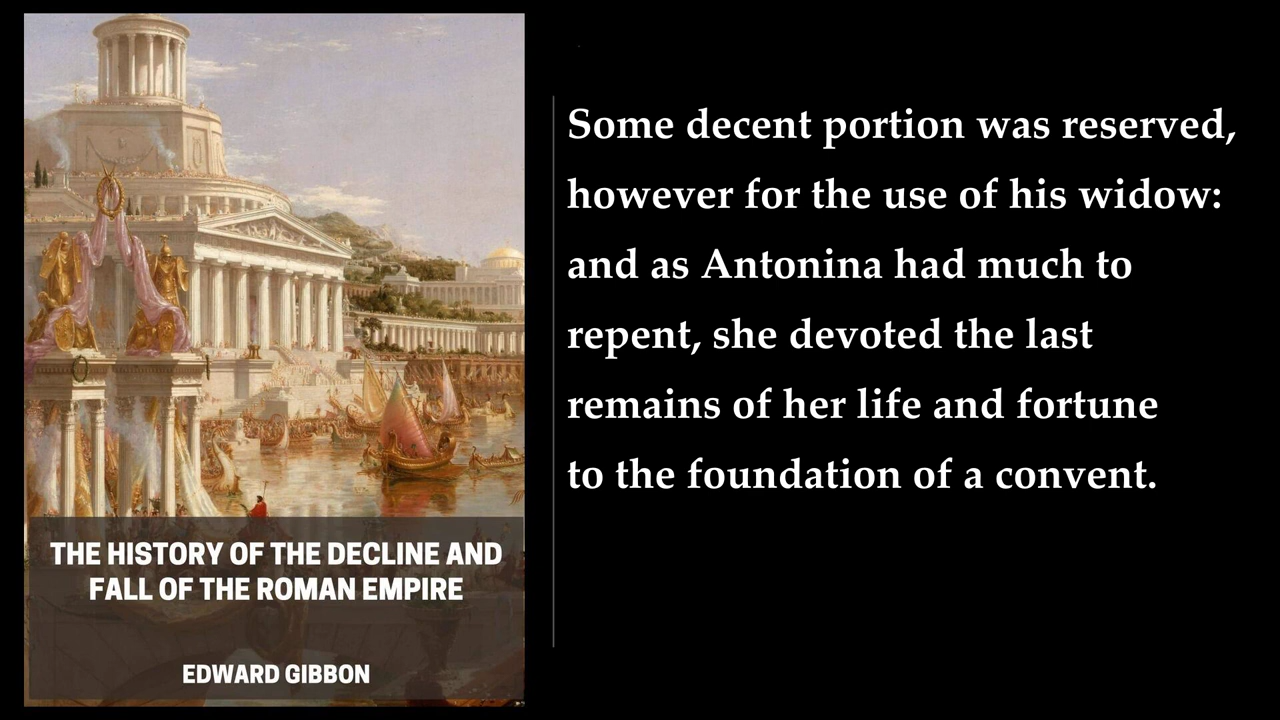 Some decent portion was reserved,
however for the use of his widow:
and as Antonina had much to
repent, she devoted the last
remains of her life and fortune
to the foundation of a convent.
THE HISTORY OF THE DECLINE AND
FALL OF THE ROMAN EMPIRE
EDWARD GIBBON